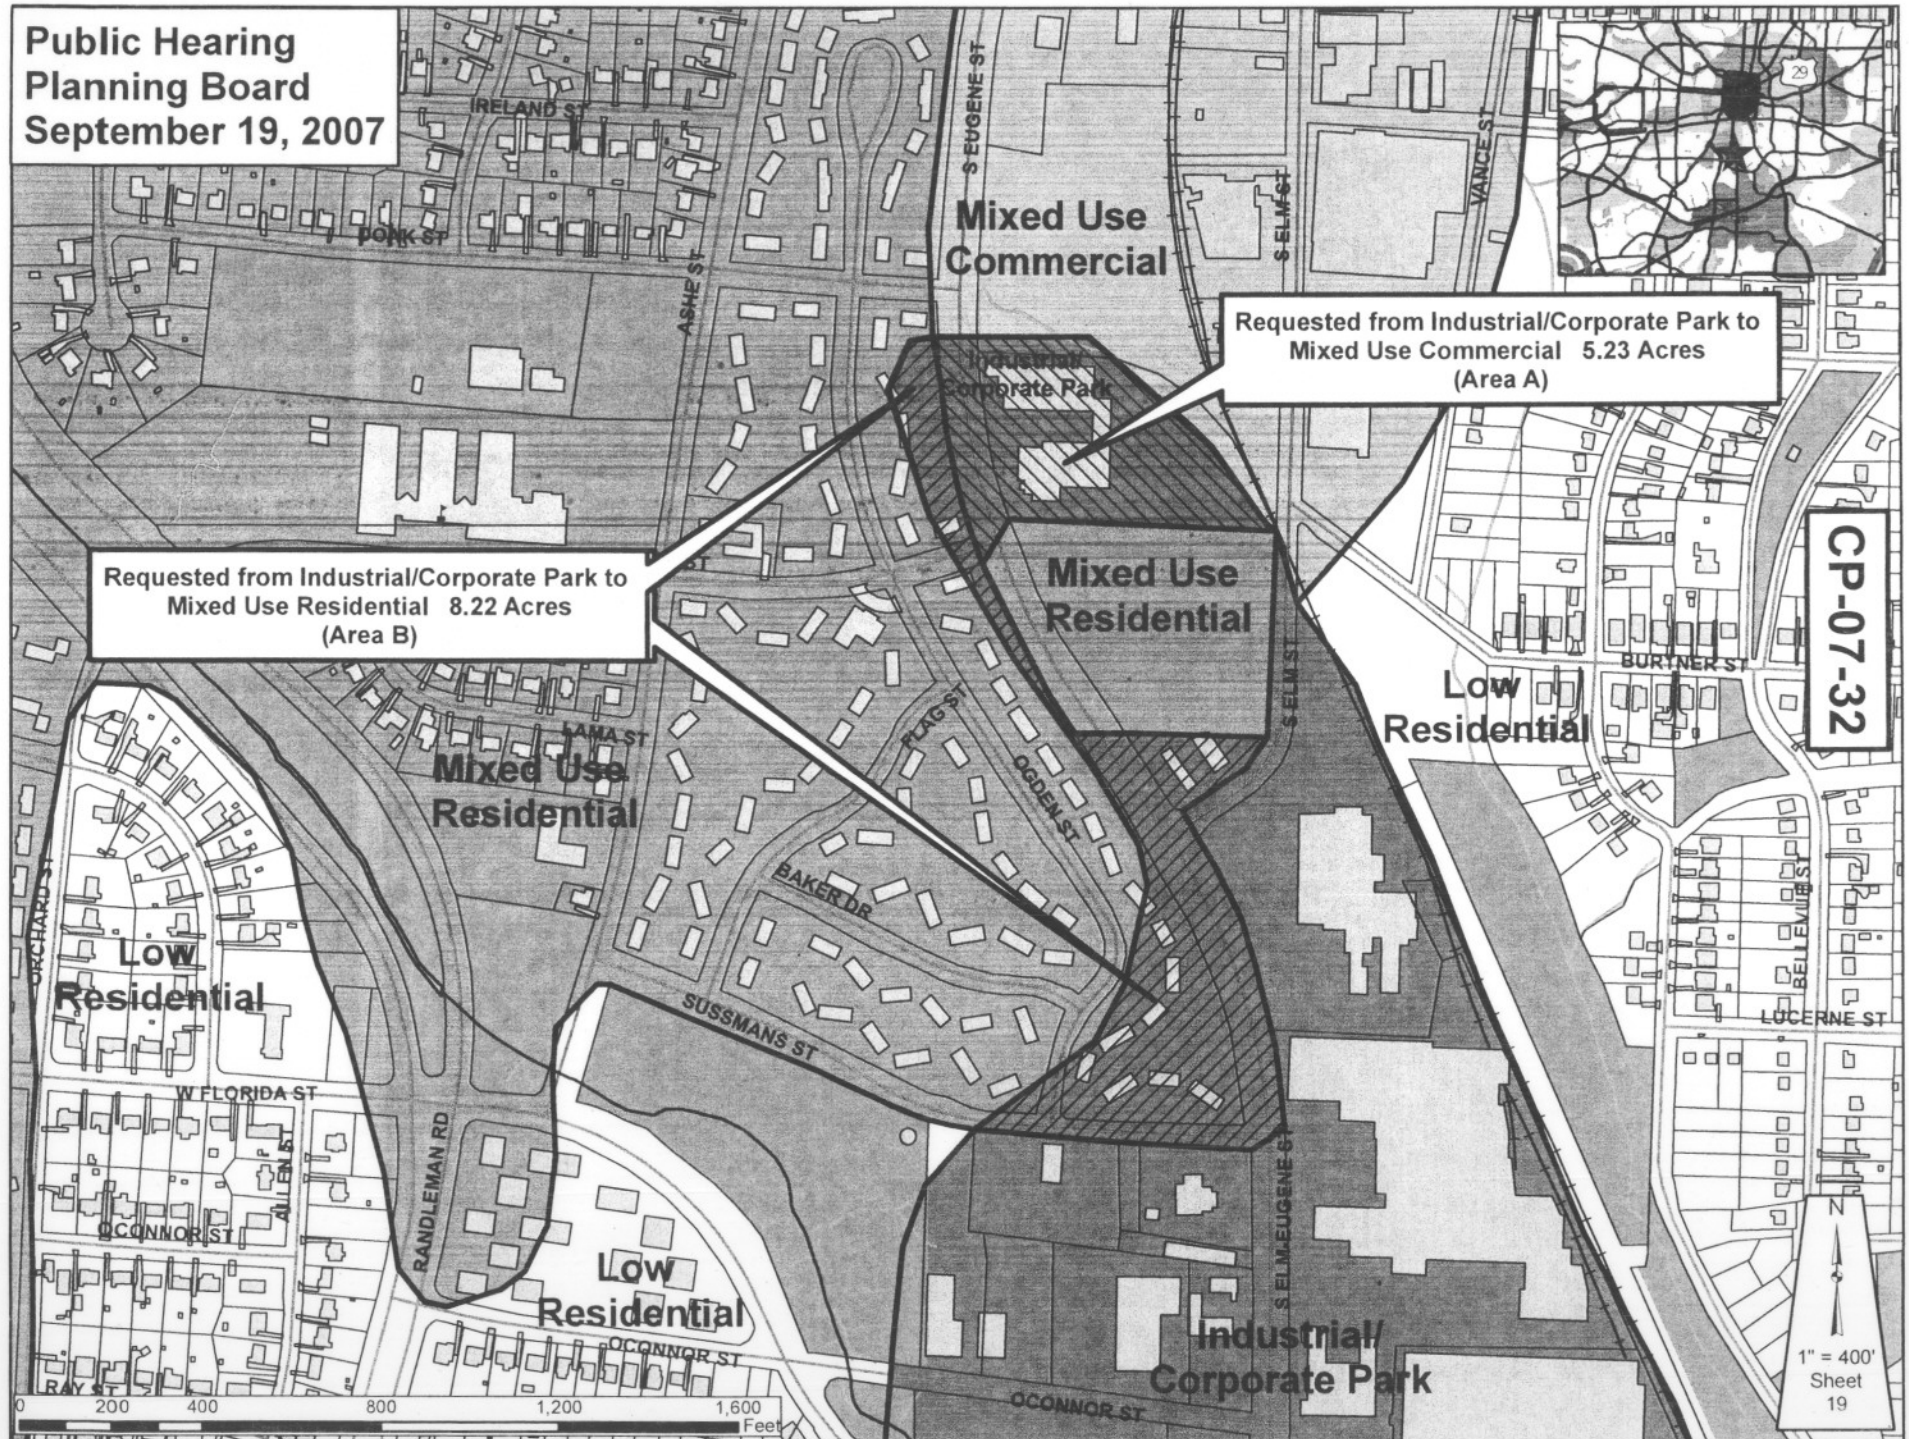 Public Hearing
Planning Board
September 19, 2007
IRELAND ST
S EUGENE ST
VANCE ST
29
DONK ST
ASHE ST
S ELM ST
Mixed Use
Commercial
Requested from Industrial/Corporate Park to
Mixed Use Commercial 5.23 Acres
(Area A)
Industrial/
Corporate Park
CP-07-32
Requested from Industrial/Corporate Park to
Mixed Use Residential 8.22 Acres
(Area B)
ST
Mixed Use
Residential
S ELM ST
BURTNER ST
Low
Residential
LAMA ST
FLAG ST
OGDEN ST
Mixed Use
Residential
BAKER DR
ORCHARD ST
Low
Residential
BELLEVUE ST
SUSSMANS ST
LUCERNE ST
W FLORIDA ST
ALLEN ST
RANDLEMAN RD
OCONNOR ST
S ELM-EUGENE ST
Low
Residential
OCONNOR ST
Industrial/
Corporate Park
OCONNOR ST
RAY ST
N
1" = 400'
Sheet
19
0 200 400 800 1,200 1,600
Feet